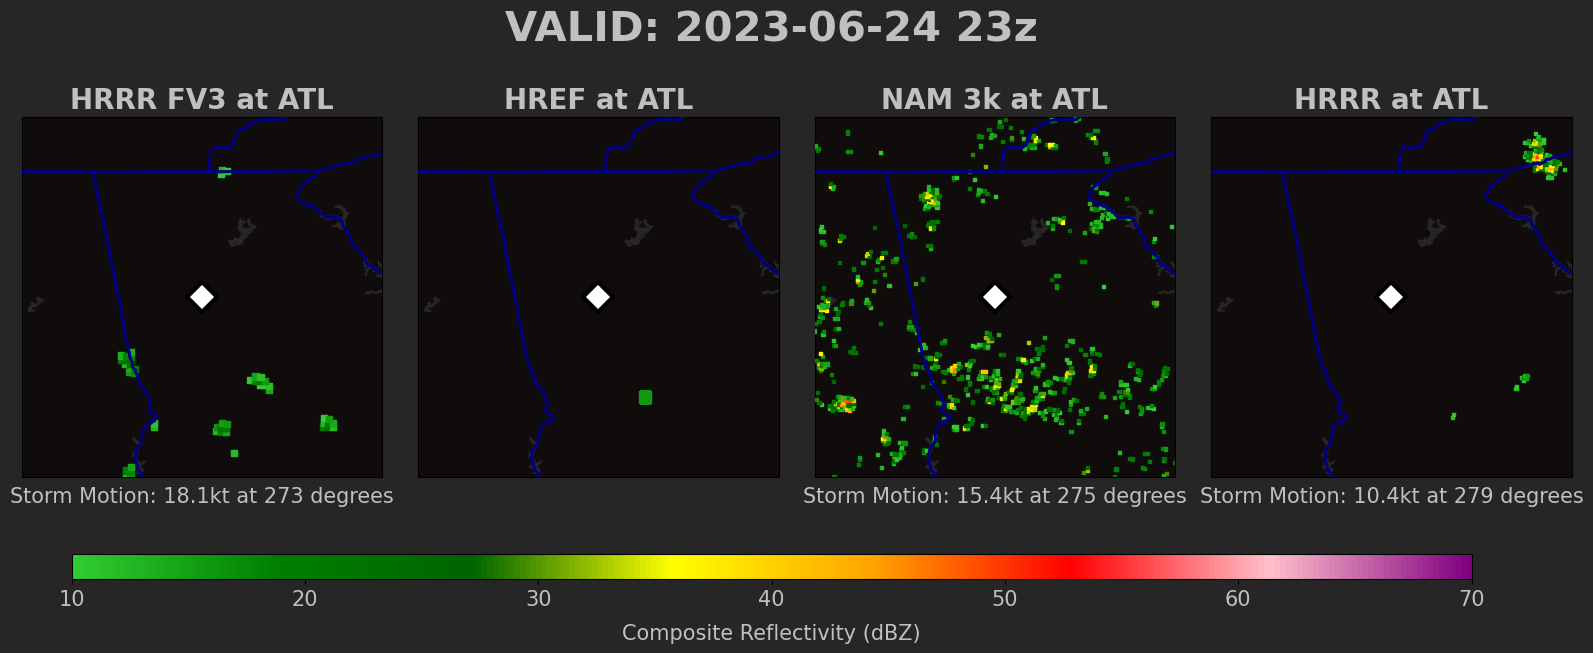 VALID: 2023-06-24 23z
HRRR FV3 at ATL
HREF at ATL
NAM 3k at ATL
HRRR at ATL
Storm Motion: 18.1kt at 273 degrees
Storm Motion: 15.4kt at 275 degrees
Storm Motion: 10.4kt at 279 degrees
10 20 30 40 50 60 70
Composite Reflectivity (dBZ)